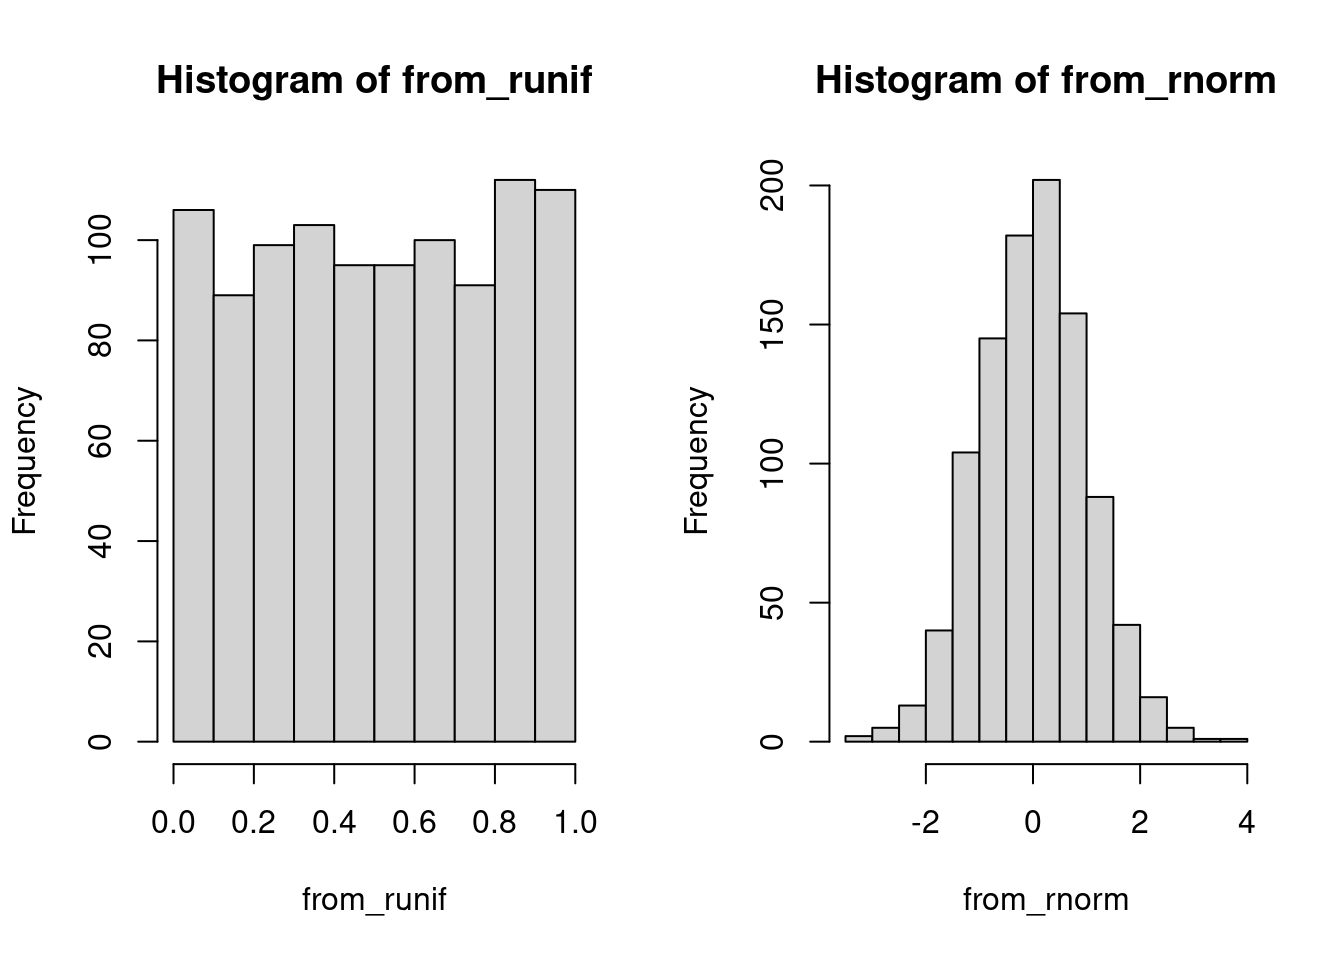 Histogram of from_runif
Frequency
100
80
60
40
20
0
0.0 0.2 0.4 0.6 0.8 1.0
from_runif
Histogram of from_rnorm
Frequency
200
150
100
50
0
-2 0 2 4
from_rnorm